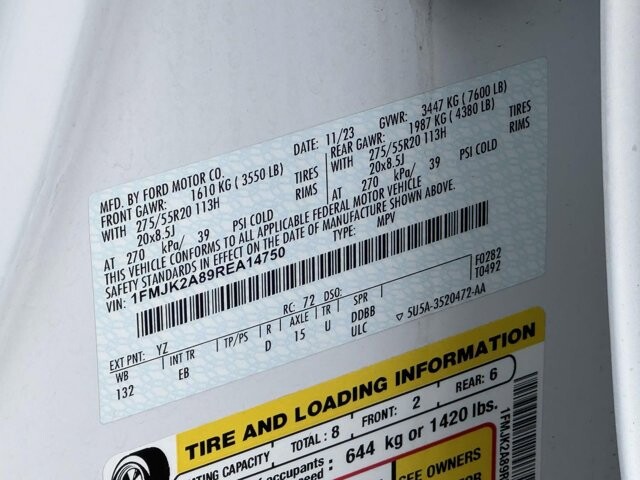 MFD. BY FORD MOTOR CO. DATE: 11/23 GVWR: 3447 KG ( 7600 LB)
FRONT GAWR: 1610 KG ( 3550 LB) REAR GAWR: 1987 KG ( 4380 LB)
WITH 275/55R20 113H TIRES WITH 275/55R20 113H TIRES
20x8.5J RIMS 20x8.5J RIMS
AT 270 kPa/ 39 PSI COLD AT 270 kPa/ 39 PSI COLD
THIS VEHICLE CONFORMS TO ALL APPLICABLE FEDERAL MOTOR VEHICLE
SAFETY STANDARDS IN EFFECT ON THE DATE OF MANUFACTURE SHOWN ABOVE.
VIN: 1FMJK2A89REA14750 TYPE: MPV
F0282
T0492
EXT PNT: YZ RC: 72 DSO:
WB INT TR TP/PS R AXLE TR SPR
132 EB D 15 U DDBB
ULC
▽ 5U5A-3520472-AA
TIRE AND LOADING INFORMATION
SEATING CAPACITY TOTAL: 8 FRONT: 2 REAR: 6
occupants 644 kg or 1420 lbs.
SEE OWNERS
1FMJK2A89R